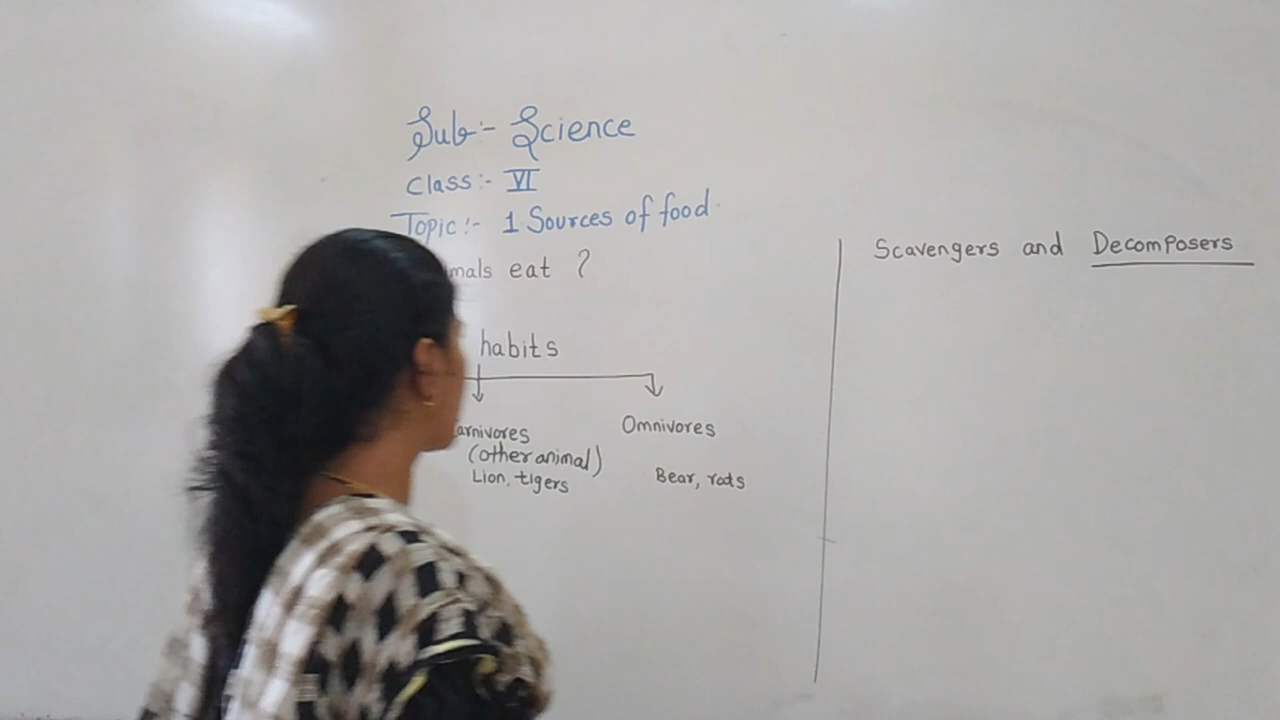 Sub:- Science
Class:- VI
Topic:- 1 Sources of food
eat ?
habits
(other animal)
Lion, tigers
Omnivores
Bear, rats
Scavengers and Decomposers